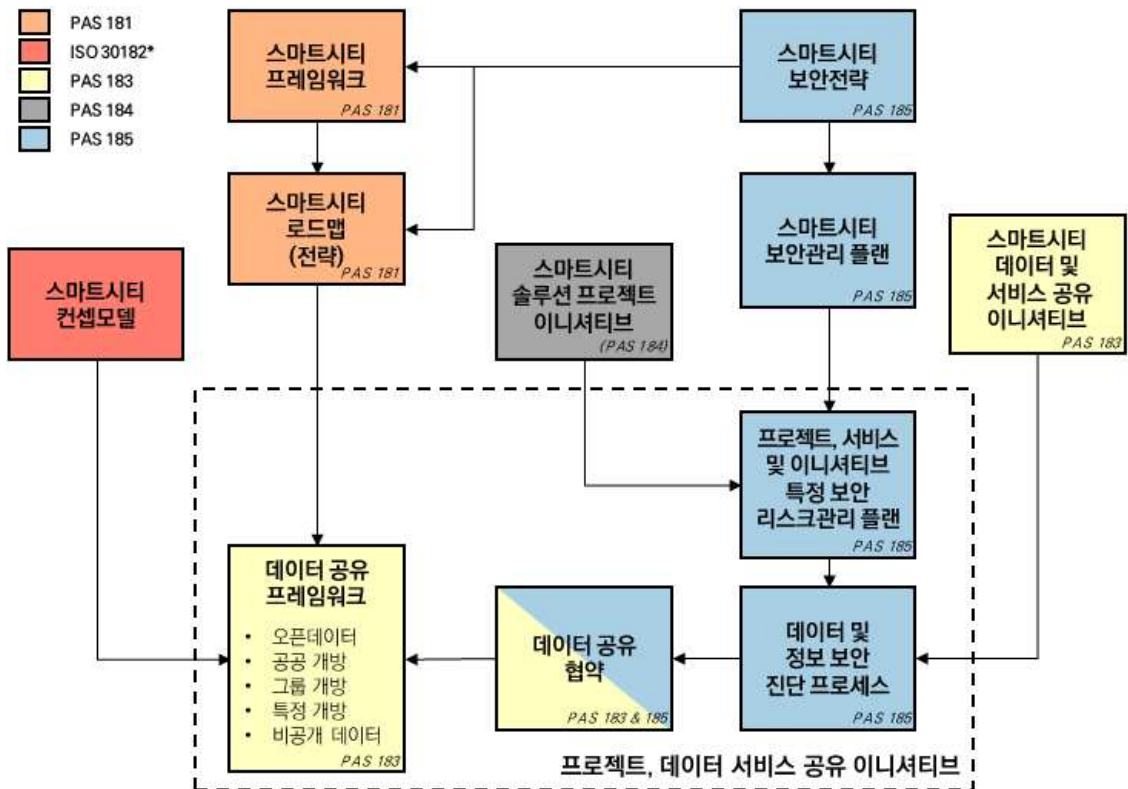 PAS 181
ISO 30182*
PAS 183
PAS 184
PAS 185
스마트시티
프레임워크
PAS 181
스마트시티
보안전략
PAS 185
스마트시티
로드맵
(전략)
PAS 181
스마트시티
보안관리 플랜
PAS 185
스마트시티
컨셉모델
스마트시티
솔루션 프로젝트
이니셔티브
(PAS 184)
스마트시티
데이터 및
서비스 공유
이니셔티브
PAS 183
프로젝트, 서비스
및 이니셔티브
특정 보안
리스크관리 플랜
PAS 185
데이터 공유
프레임워크
• 오픈데이터
• 공공 개방
• 그룹 개방
• 특정 개방
• 비공개 데이터
PAS 183
데이터 공유
협약
PAS 183 & 185
데이터 및
정보 보안
진단 프로세스
PAS 185
프로젝트, 데이터 서비스 공유 이니셔티브